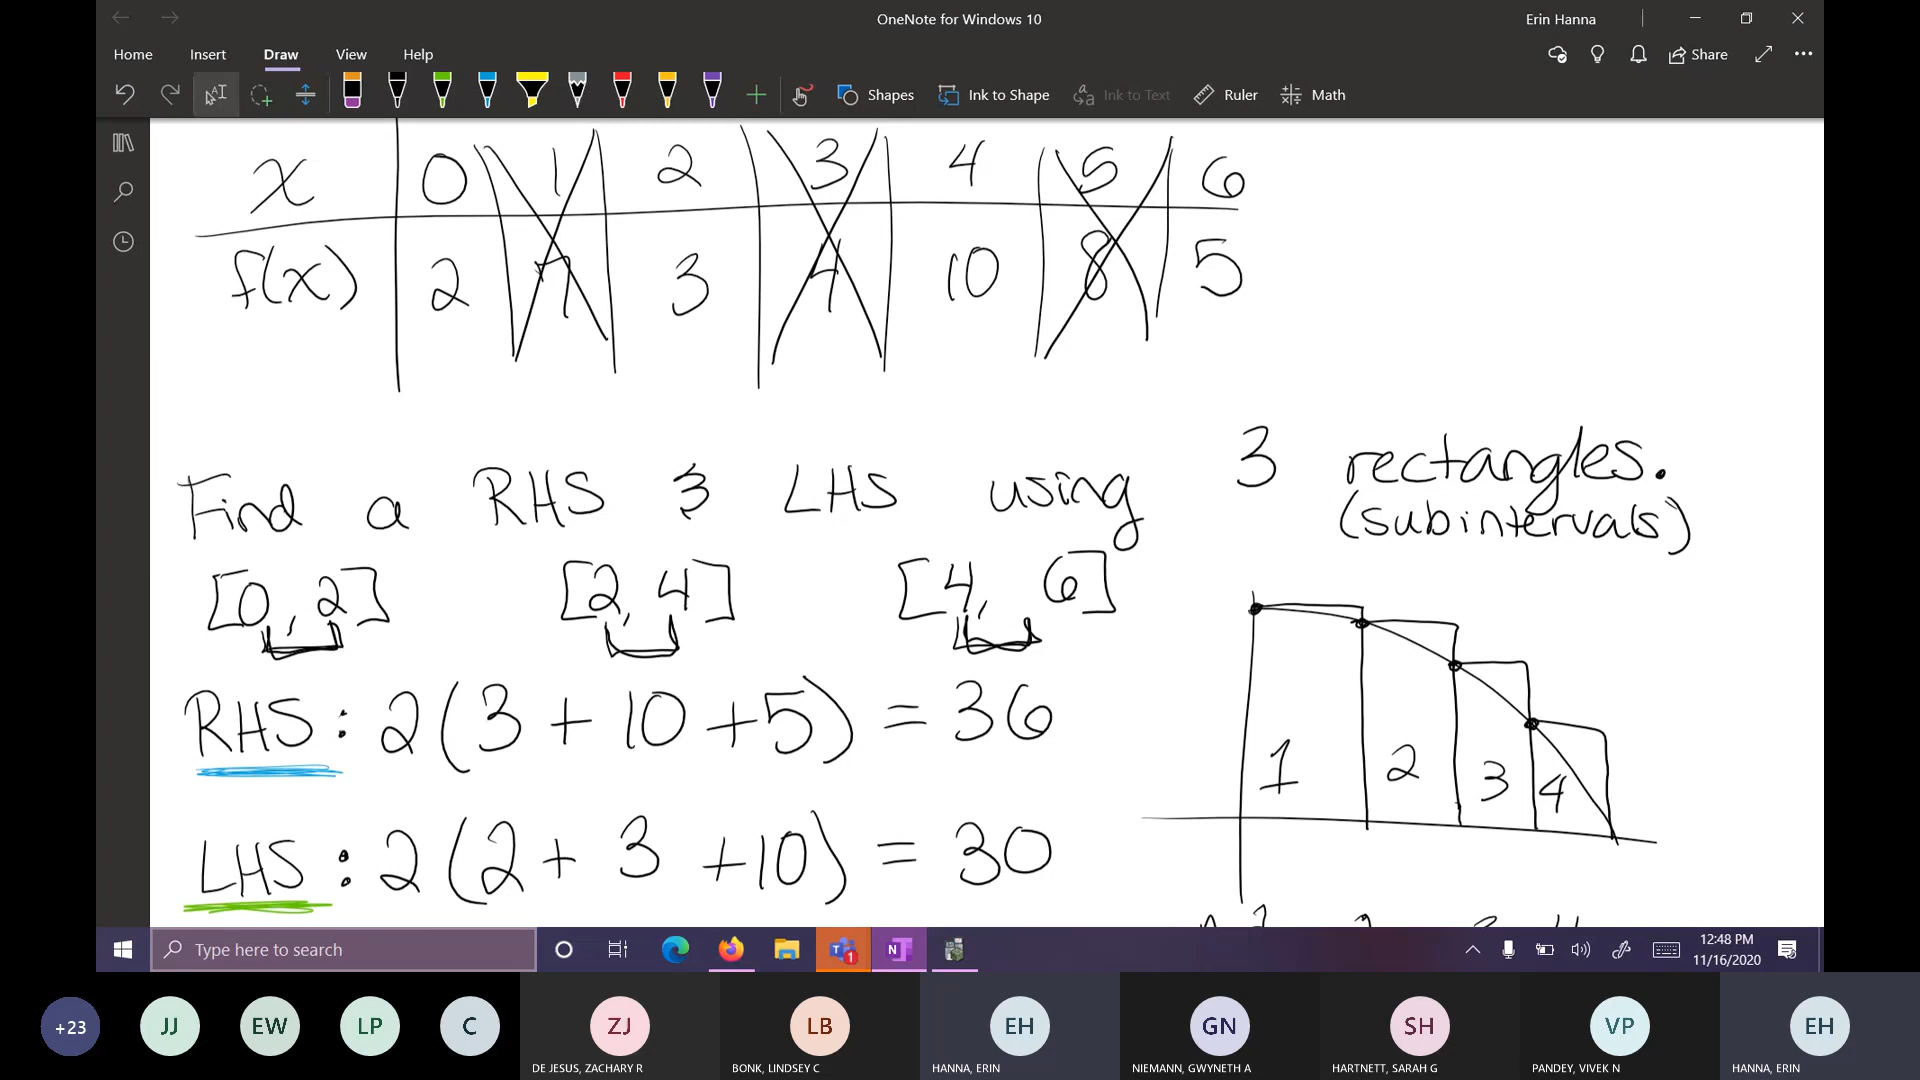 OneNote for Windows 10
Erin Hanna
Home Insert Draw View Help
Share
Shapes Ink to Shape Ink to Text Ruler Math
x 0 1 2 3 4 5 6
f(x) 2 7 3 4 10 8 5
Find a RHS & LHS using 3 rectangles.
(subintervals)
[0, 2] [2, 4] [4, 6]
RHS: 2(3 + 10 + 5) = 36
LHS: 2(2 + 3 + 10) = 30
1 2 3 4
Type here to search
1
12:48 PM
11/16/2020
+23 JJ EW LP C ZJ LB EH GN SH VP EH
DE JESUS, ZACHARY R BONK, LINDSEY C HANNA, ERIN NIEMANN, GWYNETH A HARTNETT, SARAH G PANDEY, VIVEK N HANNA, ERIN